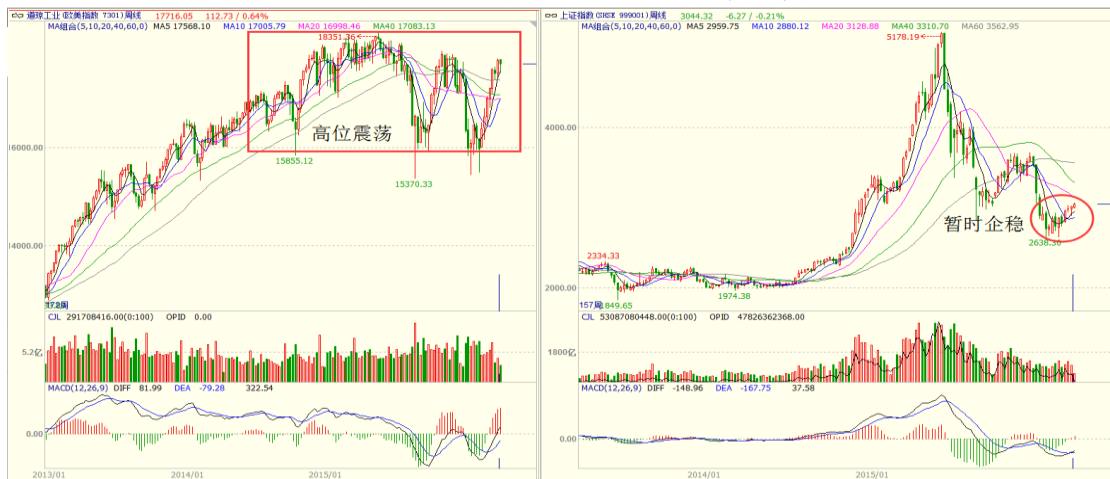 道琼工业 (欧美指数 7301) 周线 17716.05 112.73 / 0.64%
MA组合(5,10,20,40,60,0) MA5 17568.10 MA10 17005.79 MA20 16998.46 MA40 17083.13
18351.36
高位震荡
16000.00
15855.12
15370.33
14000.00
172周
CJL 291708416.00(0:100) OPID 0.00
5.2亿
MACD(12,26,9) DIFF 81.99 DEA -79.28 322.54
0.00
2013/01 2014/01 2015/01
上证指数 (SHSE 999001) 周线 3044.32 -6.27 / -0.21%
MA组合(5,10,20,40,60,0) MA5 2959.75 MA10 2880.12 MA20 3128.88 MA40 3310.70 MA60 3562.95
5178.19
4000.00
暂时企稳
2638.30
2334.33
2000.00
1974.38
157周
1849.65
CJL 53087080448.00(0:100) OPID 47826362368.00
1800亿
MACD(12,26,9) DIFF -148.96 DEA -167.75 37.58
0.00
2014/01 2015/01